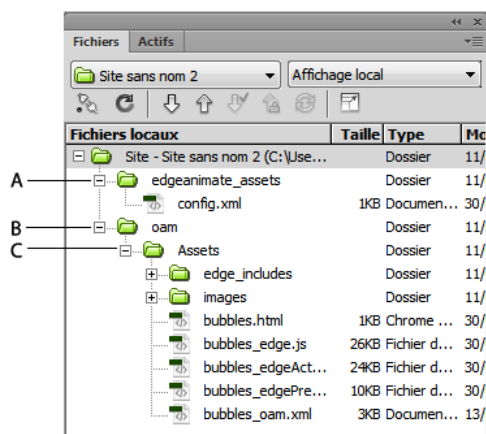 Fichiers Actifs
Site sans nom 2 Affichage local
Fichiers locaux Taille Type Mo
Site - Site sans nom 2 (C:\Use... Dossier 11/
A edgeanimate_assets Dossier 11/
config.xml 1KB Documen... 30/
B oam Dossier 11/
C Assets Dossier 11/
edge_includes Dossier 11/
images Dossier 11/
bubbles.html 1KB Chrome ... 30/
bubbles_edge.js 26KB Fichier d... 30/
bubbles_edgeAct... 24KB Fichier d... 30/
bubbles_edgePre... 10KB Fichier d... 30/
bubbles_oam.xml 3KB Documen... 13/